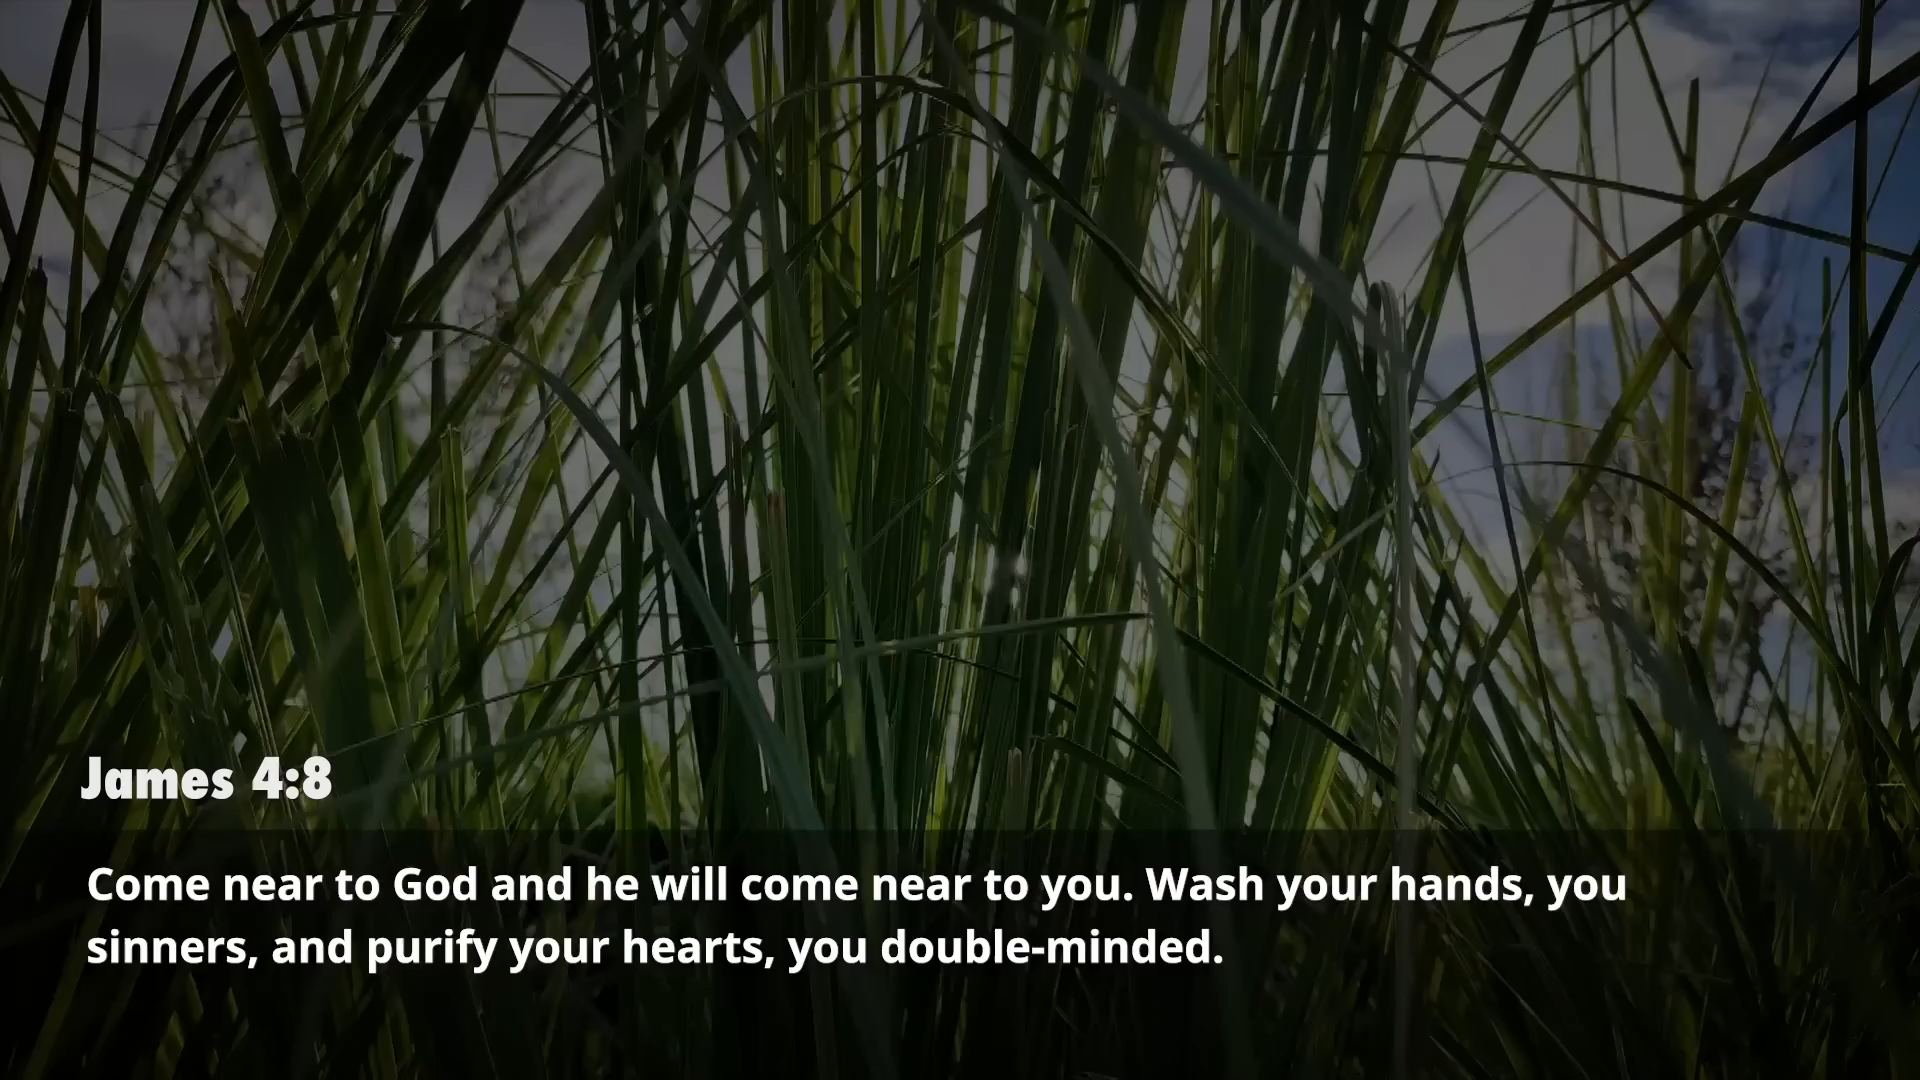 James 4:8
Come near to God and he will come near to you. Wash your hands, you
sinners, and purify your hearts, you double-minded.